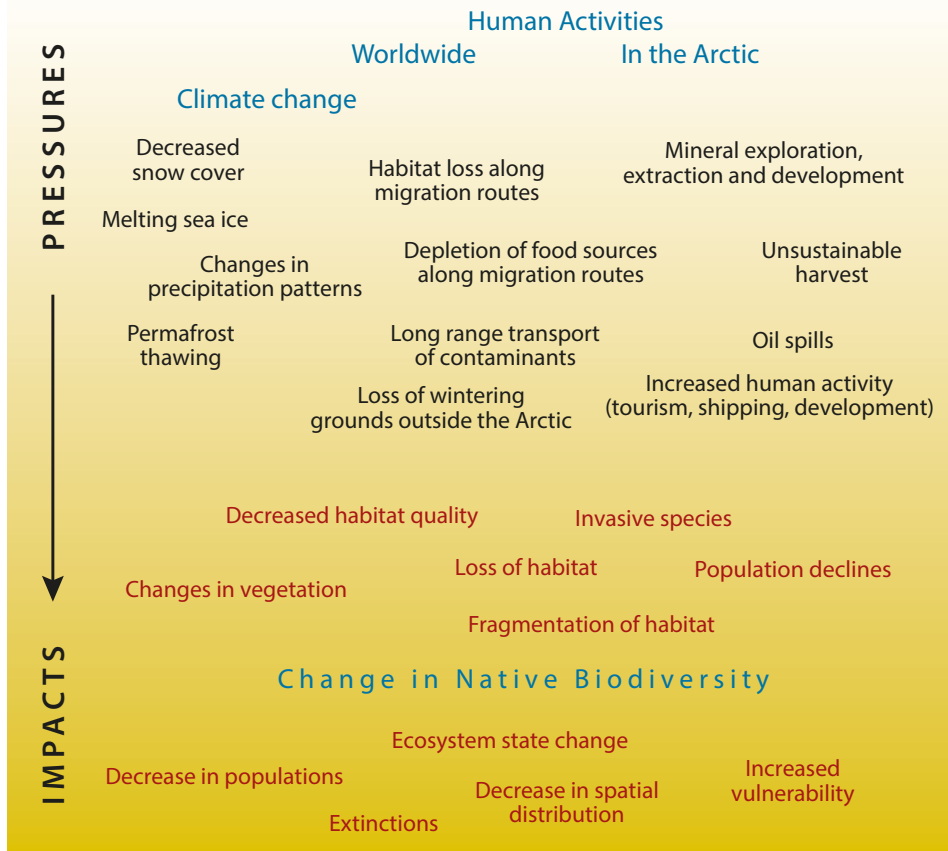 Human Activities
Worldwide
In the Arctic
Climate change
PRESSURES
Decreased
snow cover
Habitat loss along
migration routes
Mineral exploration,
extraction and development
Melting sea ice
Changes in
precipitation patterns
Depletion of food sources
along migration routes
Unsustainable
harvest
Permafrost
thawing
Long range transport
of contaminants
Oil spills
Loss of wintering
grounds outside the Arctic
Increased human activity
(tourism, shipping, development)
Decreased habitat quality
Invasive species
Changes in vegetation
Loss of habitat
Population declines
Fragmentation of habitat
IMPACTS
Change in Native Biodiversity
Ecosystem state change
Decrease in populations
Decrease in spatial
distribution
Increased
vulnerability
Extinctions